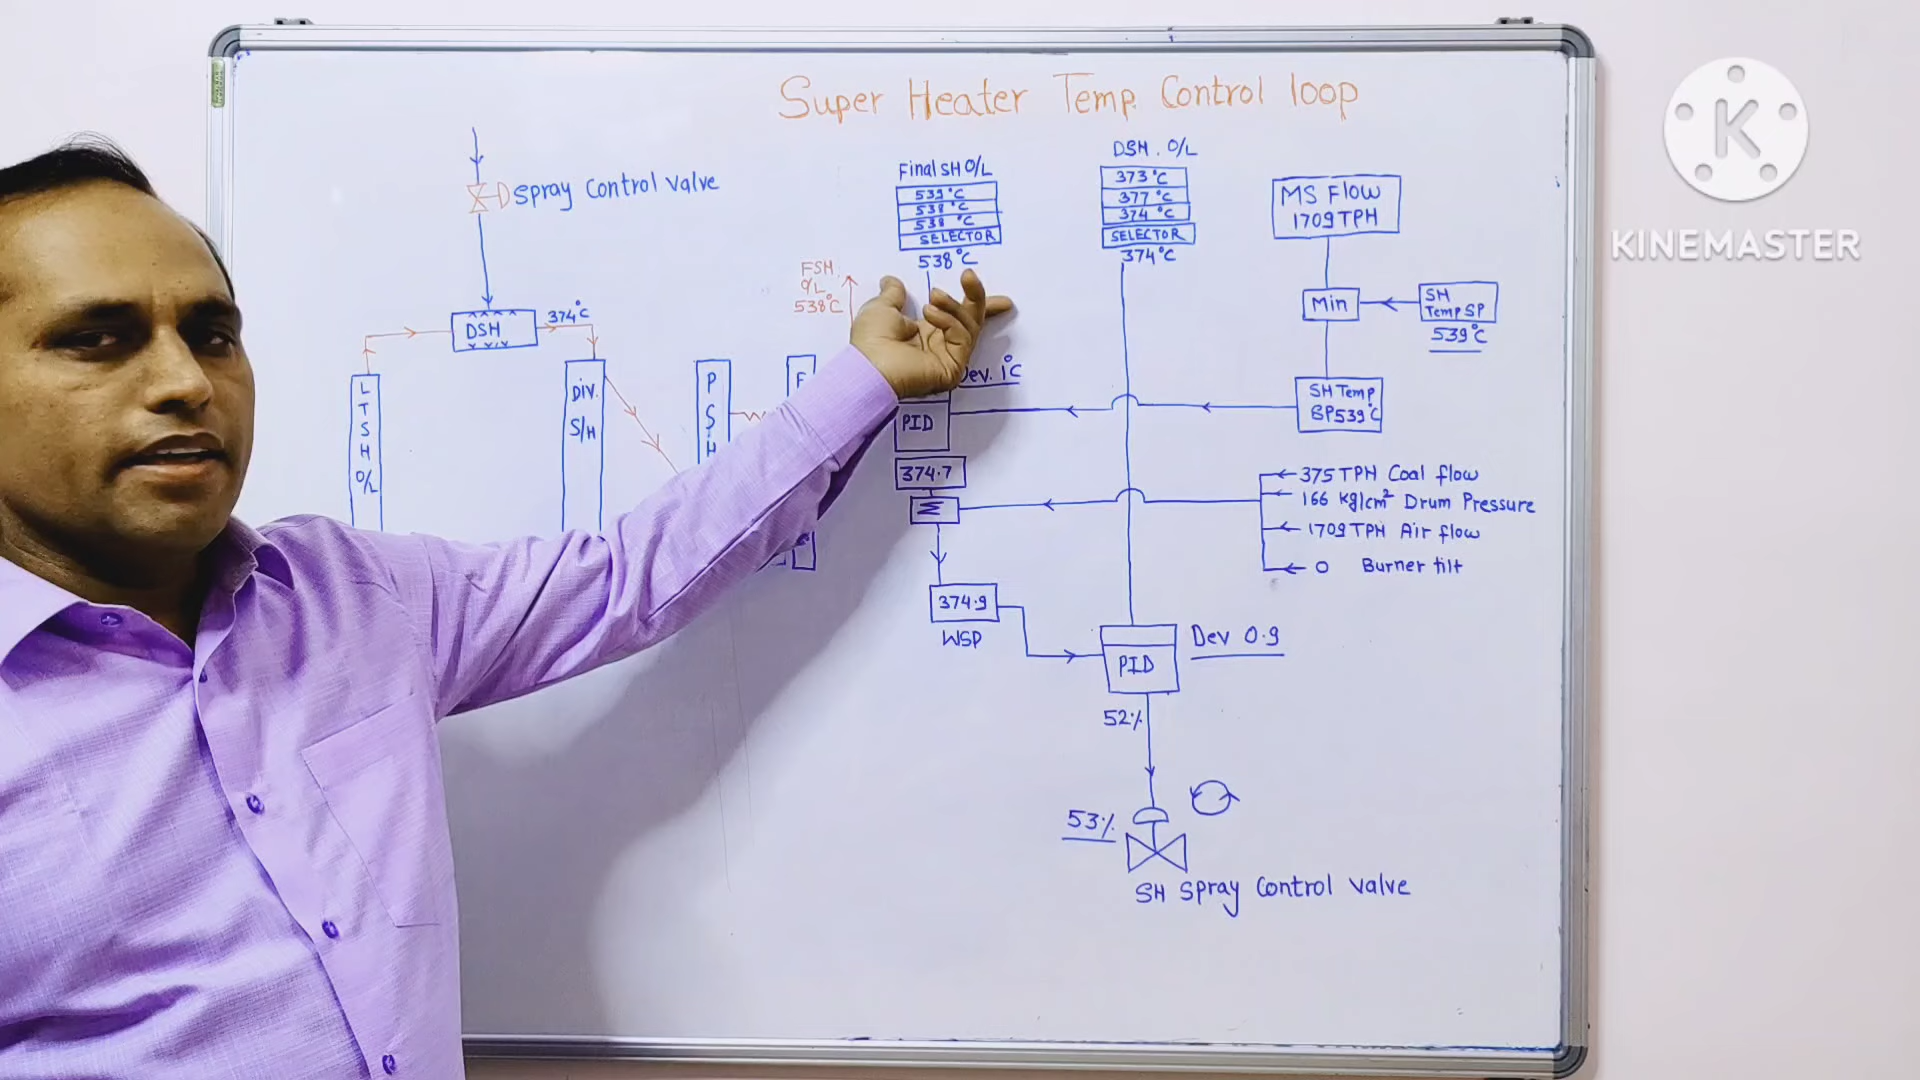 Super Heater Temp. Control loop
Spray Control valve
DSH
374°C
L
T
S
H
O/L
Div.
S/H
P
S
H
F
FSH
O/L
538°C
Final SH O/L
539°C
538°C
538°C
SELECTOR
538°C
Dev. 1°C
PID
374.7
Σ
374.9
WSP
DSH. O/L
373°C
377°C
374°C
SELECTOR
374°C
PID
Dev 0.9
52%
53%
SH Spray Control valve
MS Flow
1709 TPH
Min
SH
Temp SP
539°C
SH Temp
SP539°C
375 TPH Coal flow
166 kg/cm² Drum Pressure
1709 TPH Air flow
0 Burner tilt
K
KINEMASTER